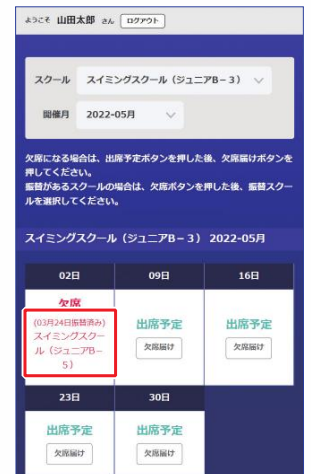 ようこそ 山田太郎 さん ログアウト
スクール スイミングスクール（ジュニアB－3）
開催月 2022-05月
欠席になる場合は、出席予定ボタンを押した後、欠席届けボタンを
押してください。
振替があるスクールの場合は、欠席ボタンを押した後、振替スクー
ルを選択してください。
スイミングスクール（ジュニアB－3） 2022-05月
02日 09日 16日
欠席
(03月24日振替済み)
スイミングスクー
ル（ジュニアB－
5）
出席予定 出席予定
欠席届け 欠席届け
23日 30日
出席予定 出席予定
欠席届け 欠席届け